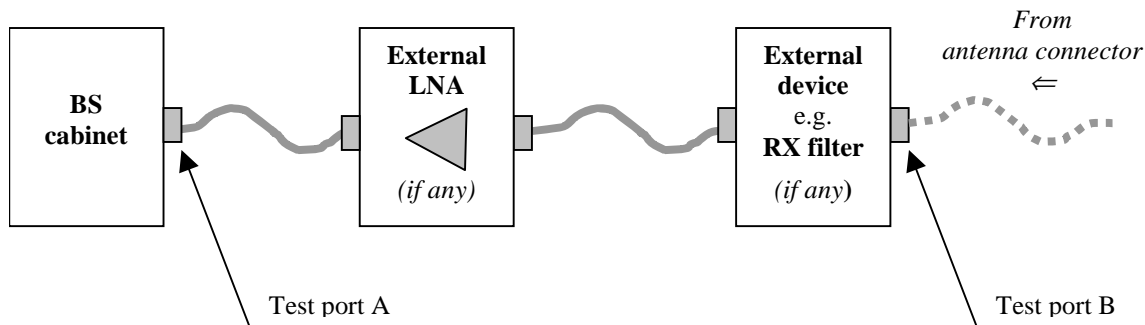 BS
cabinet
External
LNA
(if any)
External
device
e.g.
RX filter
(if any)
From
antenna connector
⇐
Test port A
Test port B